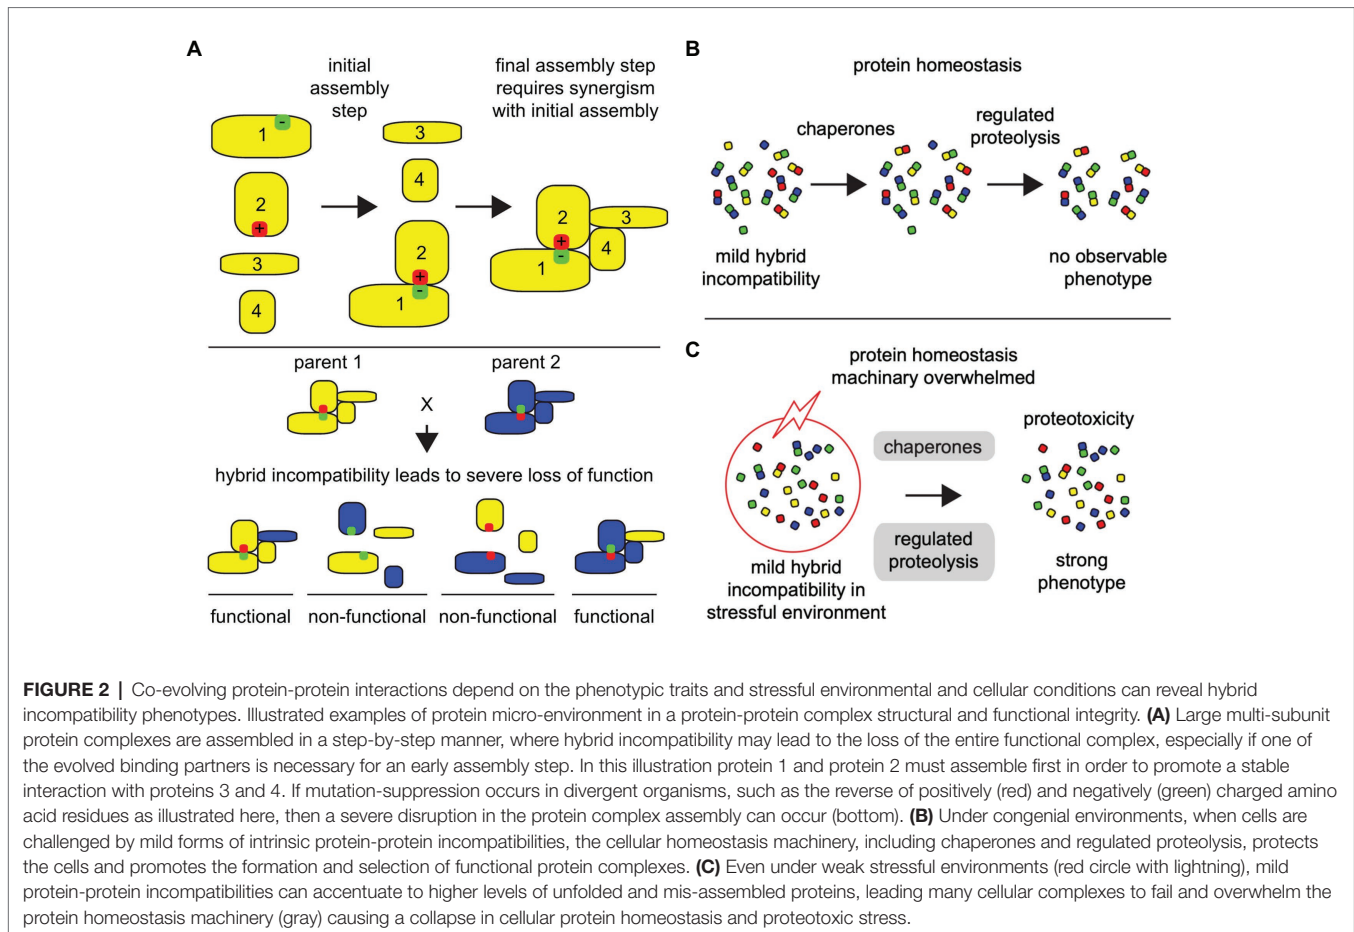 A
initial
assembly
step
final assembly step
requires synergism
with initial assembly
1
-
2
+
3
4
3
4
2
+
-
1
2
3
+
4
-
1
parent 1
parent 2
X
hybrid incompatibility leads to severe loss of function
functional
non-functional
non-functional
functional
B
protein homeostasis
chaperones
regulated
proteolysis
mild hybrid
incompatibility
no observable
phenotype
C
protein homeostasis
machinary overwhelmed
chaperones
regulated
proteolysis
proteotoxicity
mild hybrid
incompatibility in
stressful environment
strong
phenotype
FIGURE 2 | Co-evolving protein-protein interactions depend on the phenotypic traits and stressful environmental and cellular conditions can reveal hybrid
incompatibility phenotypes. Illustrated examples of protein micro-environment in a protein-protein complex structural and functional integrity. (A) Large multi-subunit
protein complexes are assembled in a step-by-step manner, where hybrid incompatibility may lead to the loss of the entire functional complex, especially if one of
the evolved binding partners is necessary for an early assembly step. In this illustration protein 1 and protein 2 must assemble first in order to promote a stable
interaction with proteins 3 and 4. If mutation-suppression occurs in divergent organisms, such as the reverse of positively (red) and negatively (green) charged amino
acid residues as illustrated here, then a severe disruption in the protein complex assembly can occur (bottom). (B) Under congenial environments, when cells are
challenged by mild forms of intrinsic protein-protein incompatibilities, the cellular homeostasis machinery, including chaperones and regulated proteolysis, protects
the cells and promotes the formation and selection of functional protein complexes. (C) Even under weak stressful environments (red circle with lightning), mild
protein-protein incompatibilities can accentuate to higher levels of unfolded and mis-assembled proteins, leading many cellular complexes to fail and overwhelm the
protein homeostasis machinery (gray) causing a collapse in cellular protein homeostasis and proteotoxic stress.